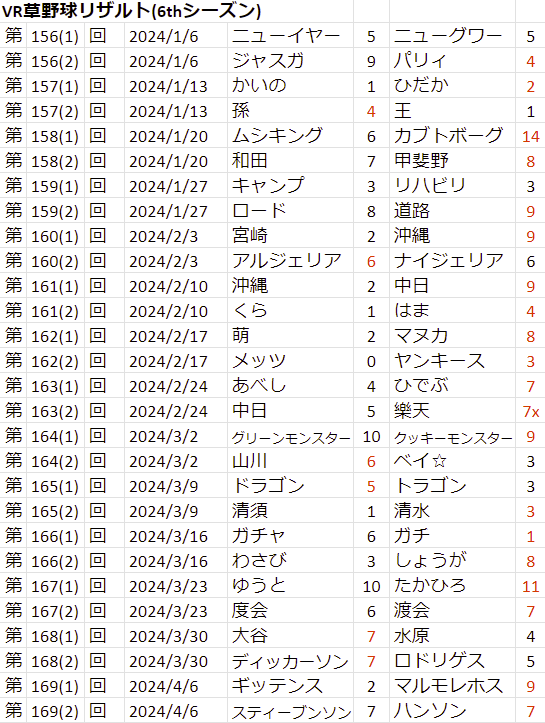 VR草野球リザルト(6thシーズン)
第 156(1) 回 2024/1/6 ニューイヤー 5 ニューグワー 5
第 156(2) 回 2024/1/6 ジャスガ 9 パリィ 4
第 157(1) 回 2024/1/13 かいの 1 ひだか 2
第 157(2) 回 2024/1/13 孫 4 王 1
第 158(1) 回 2024/1/20 ムシキング 6 カブトボーグ 14
第 158(2) 回 2024/1/20 和田 7 甲斐野 8
第 159(1) 回 2024/1/27 キャンプ 3 リハビリ 3
第 159(2) 回 2024/1/27 ロード 8 道路 9
第 160(1) 回 2024/2/3 宮崎 2 沖縄 9
第 160(2) 回 2024/2/3 アルジェリア 6 ナイジェリア 6
第 161(1) 回 2024/2/10 沖縄 2 中日 9
第 161(2) 回 2024/2/10 くら 1 はま 4
第 162(1) 回 2024/2/17 萌 2 マヌカ 8
第 162(2) 回 2024/2/17 メッツ 0 ヤンキース 3
第 163(1) 回 2024/2/24 あべし 4 ひでぶ 7
第 163(2) 回 2024/2/24 中日 5 樂天 7x
第 164(1) 回 2024/3/2 グリーンモンスター 10 クッキーモンスター 9
第 164(2) 回 2024/3/2 山川 6 ベイ☆ 3
第 165(1) 回 2024/3/9 ドラゴン 5 トラゴン 3
第 165(2) 回 2024/3/9 清須 1 清水 3
第 166(1) 回 2024/3/16 ガチャ 6 ガチ 1
第 166(2) 回 2024/3/16 わさび 3 しょうが 8
第 167(1) 回 2024/3/23 ゆうと 10 たかひろ 11
第 167(2) 回 2024/3/23 度会 6 渡会 7
第 168(1) 回 2024/3/30 大谷 7 水原 4
第 168(2) 回 2024/3/30 ディッカーソン 7 ロドリゲス 5
第 169(1) 回 2024/4/6 ギッテンス 2 マルモレホス 9
第 169(2) 回 2024/4/6 スティーブンソン 7 ハンソン 7